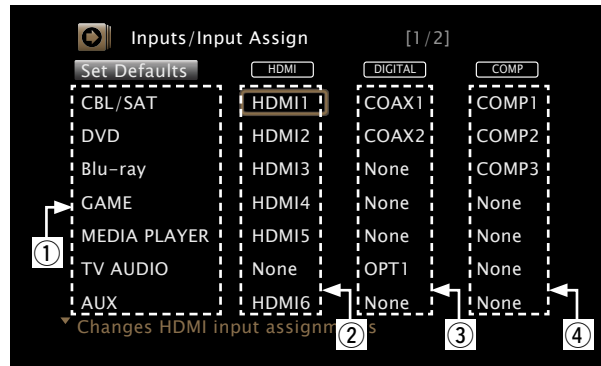 Inputs/Input Assign [1/2]
Set Defaults HDMI DIGITAL COMP
CBL/SAT HDMI1 COAX1 COMP1
DVD HDMI2 COAX2 COMP2
Blu-ray HDMI3 None COMP3
GAME HDMI4 None None
① MEDIA PLAYER HDMI5 None None
TV AUDIO None OPT1 None
AUX HDMI6 None None
Changes HDMI input s
② ③ ④